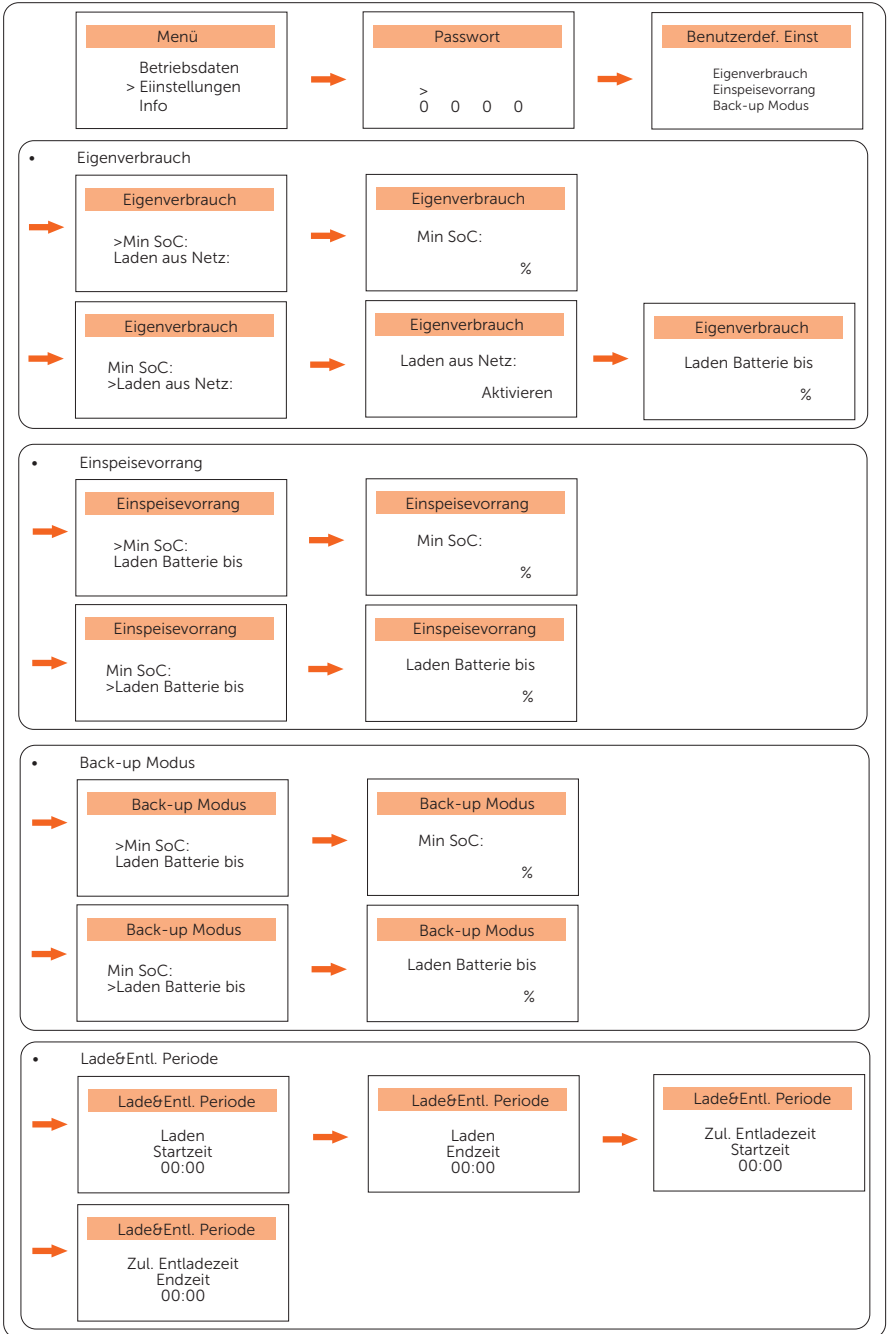 Menü
Betriebsdaten
> Eiinstellungen
Info
Passwort
>
0 0 0 0
Benutzerdef. Einst
Eigenverbrauch
Einspeisevorrang
Back-up Modus
• Eigenverbrauch
Eigenverbrauch
>Min SoC:
Laden aus Netz:
Eigenverbrauch
Min SoC:
%
Eigenverbrauch
Min SoC:
>Laden aus Netz:
Eigenverbrauch
Laden aus Netz:
Aktivieren
Eigenverbrauch
Laden Batterie bis
%
• Einspeisevorrang
Einspeisevorrang
>Min SoC:
Laden Batterie bis
Einspeisevorrang
Min SoC:
%
Einspeisevorrang
Min SoC:
>Laden Batterie bis
Einspeisevorrang
Laden Batterie bis
%
• Back-up Modus
Back-up Modus
>Min SoC:
Laden Batterie bis
Back-up Modus
Min SoC:
%
Back-up Modus
Min SoC:
>Laden Batterie bis
Back-up Modus
Laden Batterie bis
%
• Lade&Entl. Periode
Lade&Entl. Periode
Laden
Startzeit
00:00
Lade&Entl. Periode
Laden
Endzeit
00:00
Lade&Entl. Periode
Zul. Entladezeit
Startzeit
00:00
Lade&Entl. Periode
Zul. Entladezeit
Endzeit
00:00